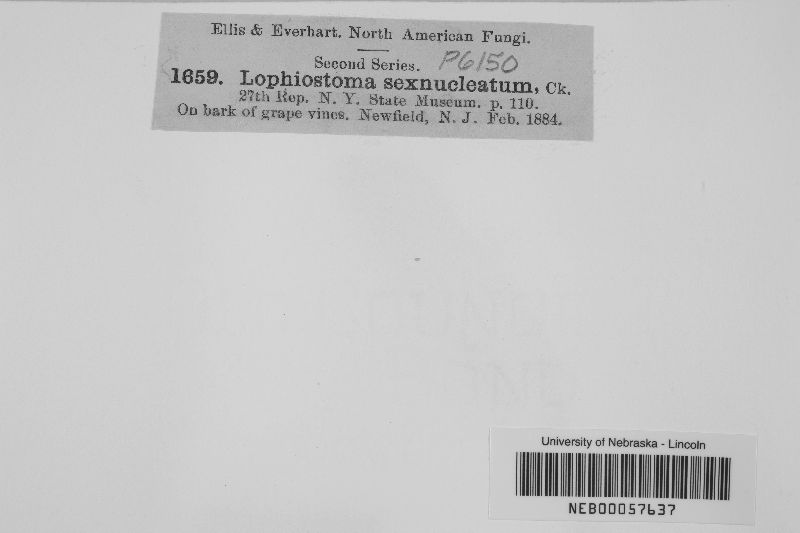 Ellis & Everhart. North American Fungi.
Second Series. P6150
1659. Lophiostoma sexnucleatum, Ck.
27th Rep. N. Y. State Museum. p. 110.
On bark of grape vines. Newfield, N. J. Feb. 1884.
University of Nebraska - Lincoln
NEB00057637